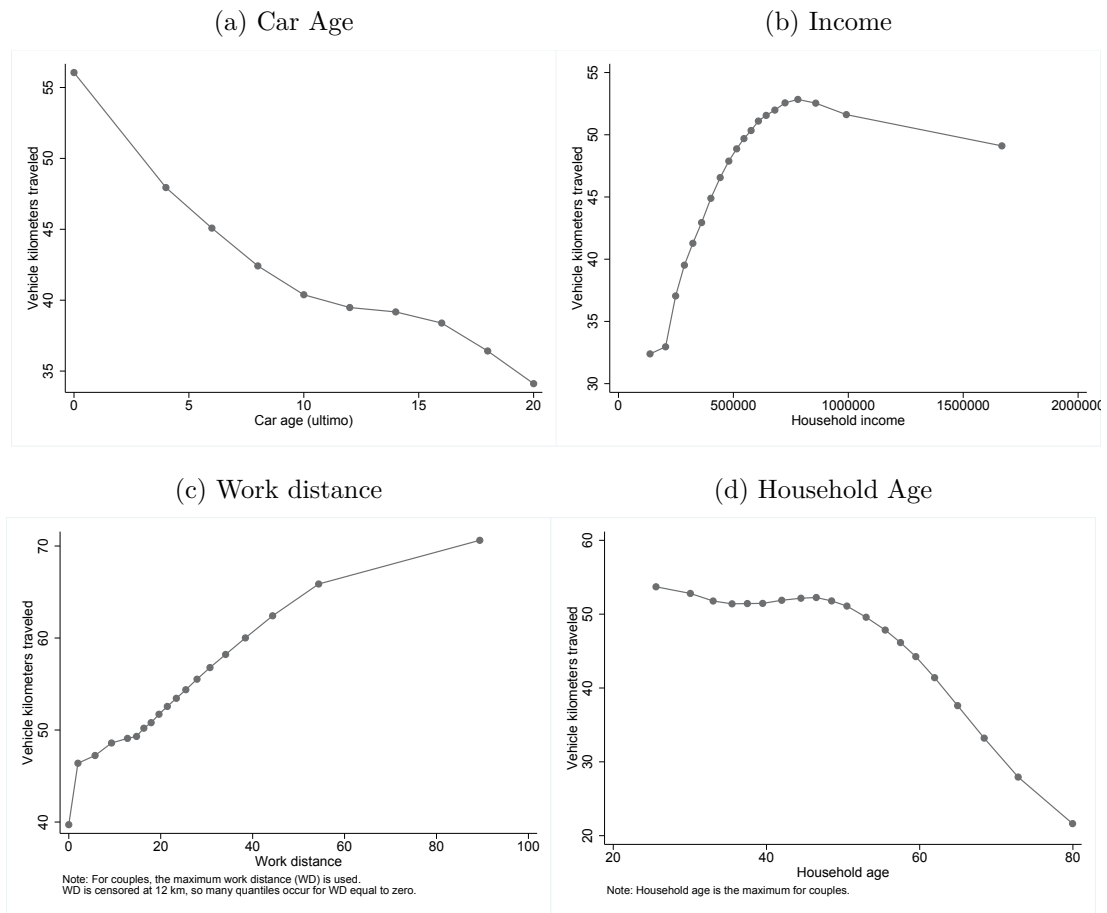 (a) Car Age
Vehicle kilometers traveled
55
50
45
40
35
0 5 10 15 20
Car age (ultimo)
(b) Income
Vehicle kilometers traveled
55
50
45
40
35
30
0 500000 1000000 1500000 200000
Household income
(c) Work distance
Vehicle kilometers traveled
70
60
50
40
0 20 40 60 80 100
Work distance
Note: For couples, the maximum work distance (WD) is used.
WD is censored at 12 km, so many quantiles occur for WD equal to zero.
(d) Household Age
Vehicle kilometers traveled
60
50
40
30
20
20 40 60 80
Household age
Note: Household age is the maximum for couples.